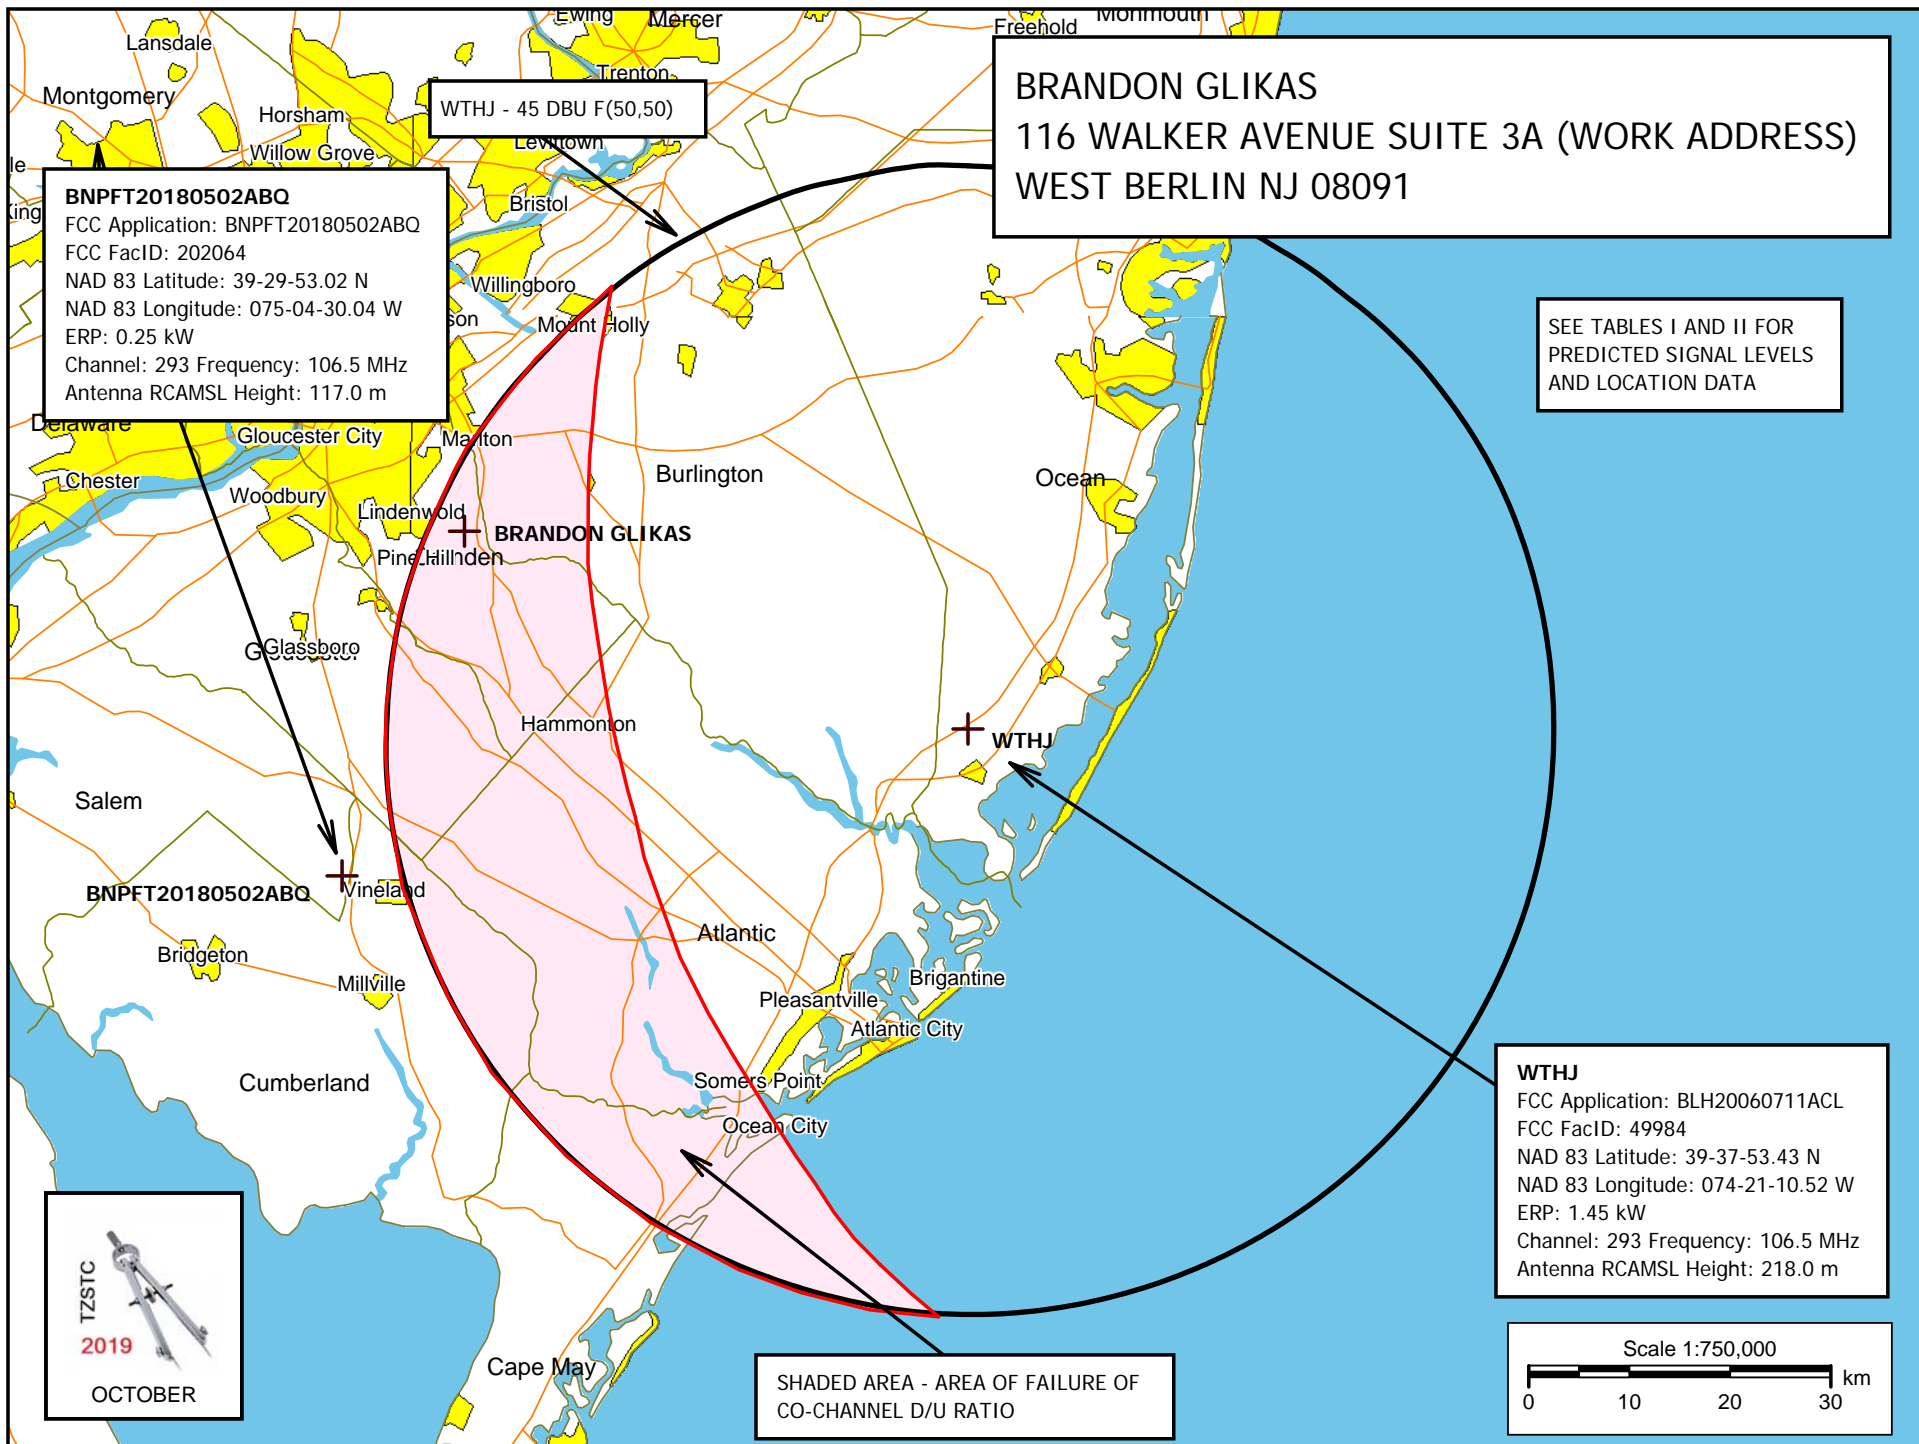 Ewing
Mercer
Monmouth
Freehold
Lansdale
Trenton
Montgomery
Horsham
Willow Grove
Levittown
Bristol
WTHJ - 45 DBU F(50,50)
BRANDON GLIKAS
116 WALKER AVENUE SUITE 3A (WORK ADDRESS)
WEST BERLIN NJ 08091
le
King
BNPFT20180502ABQ
FCC Application: BNPFT20180502ABQ
FCC FacID: 202064
NAD 83 Latitude: 39-29-53.02 N
NAD 83 Longitude: 075-04-30.04 W
ERP: 0.25 kW
Channel: 293 Frequency: 106.5 MHz
Antenna RCAMSL Height: 117.0 m
Willingboro
son
Mount Holly
SEE TABLES I AND II FOR
PREDICTED SIGNAL LEVELS
AND LOCATION DATA
Delaware
Gloucester City
Marlton
Chester
Woodbury
Burlington
Ocean
Lindenwold
BRANDON GLIKAS
Pine Hill
Camden
Glassboro
Gloucester
Hammonton
WTHJ
Salem
BNPFT20180502ABQ
Vineland
Atlantic
Bridgeton
Millville
Brigantine
Pleasantville
Atlantic City
Cumberland
Somers Point
Ocean City
WTHJ
FCC Application: BLH20060711ACL
FCC FacID: 49984
NAD 83 Latitude: 39-37-53.43 N
NAD 83 Longitude: 074-21-10.52 W
ERP: 1.45 kW
Channel: 293 Frequency: 106.5 MHz
Antenna RCAMSL Height: 218.0 m
TZSTC
2019
OCTOBER
Cape May
SHADED AREA - AREA OF FAILURE OF
CO-CHANNEL D/U RATIO
Scale 1:750,000
km
0 10 20 30